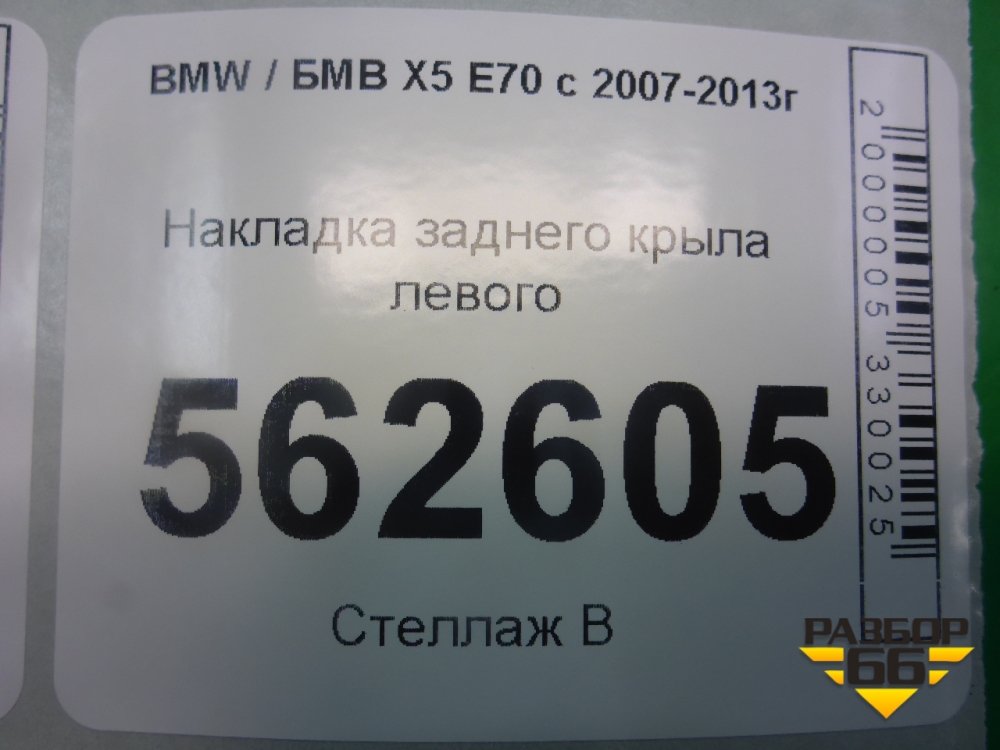 BMW / БМВ X5 E70 с 2007-2013г
Накладка заднего крыла
левого
562605
Стеллаж В
2000005330025
РАЗБОР
66